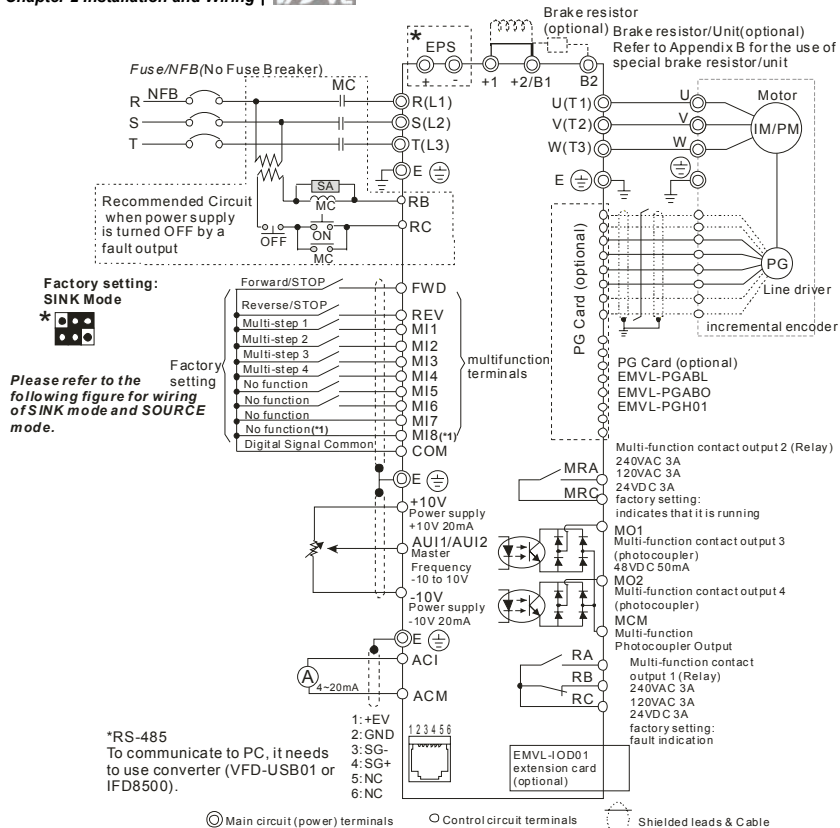 Chapter 2 Installation and Wiring |
Brake resistor
(optional)
Brake resistor/Unit(optional)
Refer to Appendix B for the use of
special brake resistor/unit
*
EPS
+ - +1 +2/B1 B2
Fuse/NFB(No Fuse Breaker)
R NFB MC R(L1)
S S(L2)
T T(L3)
E
U(T1) U
V(T2) V
W(T3) W
E
Motor
IM/PM
SA
MC
RB
RC
OFF
ON
MC
Recommended Circuit
when power supply
is turned OFF by a
fault output
PG Card (optional)
PG
Line driver
incremental encoder
Factory setting:
SINK Mode
*
Please refer to the
following figure for wiring
of SINK mode and SOURCE
mode.
Factory
setting
Forward/STOP FWD
Reverse/STOP REV
Multi-step 1 MI1
Multi-step 2 MI2
Multi-step 3 MI3
Multi-step 4 MI4
No function MI5
No function MI6
No function MI7
No function(*1) MI8(*1)
Digital Signal Common COM
multifunction
terminals
PG Card (optional)
EMVL-PGABL
EMVL-PGABO
EMVL-PGH01
E
+10V
Power supply
+10V 20mA
AUI1/AUI2
Master
Frequency
-10 to 10V
-10V
Power supply
-10V 20mA
E
A
4~20mA
ACI
ACM
MRA
MRC
Multi-function contact output 2 (Relay)
240VAC 3A
120VAC 3A
24VDC 3A
factory setting:
indicates that it is running
MO1
Multi-function contact output 3
(photocoupler)
48VDC 50mA
MO2
Multi-function contact output 4
(photocoupler)
MCM
Multi-function
Photocoupler Output
RA
RB
RC
Multi-function contact
output 1 (Relay)
240VAC 3A
120VAC 3A
24VDC 3A
factory setting:
fault indication
*RS-485
To communicate to PC, it needs
to use converter (VFD-USB01 or
IFD8500).
1:+EV
2:GND
3:SG-
4:SG+
5:NC
6:NC
1 2 3 4 5 6
EMVL-IOD01
extension card
(optional)
Main circuit (power) terminals
Control circuit terminals
Shielded leads & Cable